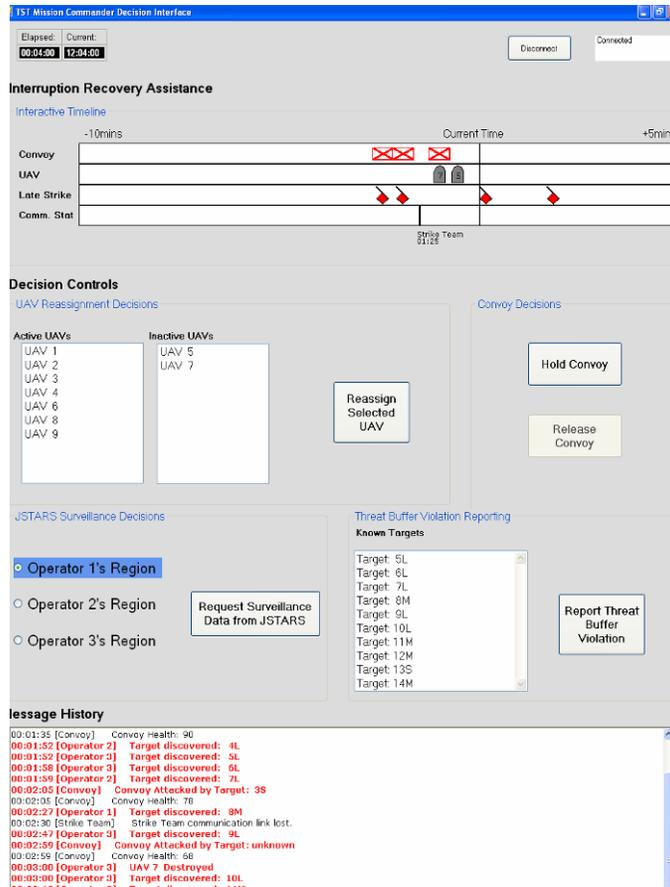 TST Mission Commander Decision Interface
Elapsed: Current:
00:04:00 12:04:00
Disconnect
Connected
Interruption Recovery Assistance
Interactive Timeline
-10mins Current Time +5min
Convoy
UAV 7 5
Late Strike
Comm. Stat
Strike Team
01:25
Decision Controls
UAV Reassignment Decisions
Active UAVs
UAV 1
UAV 2
UAV 3
UAV 4
UAV 6
UAV 8
UAV 9
Inactive UAVs
UAV 5
UAV 7
Reassign
Selected
UAV
Convoy Decisions
Hold Convoy
Release
Convoy
JSTARS Surveillance Decisions
Operator 1's Region
Operator 2's Region
Operator 3's Region
Request Surveillance
Data from JSTARS
Threat Buffer Violation Reporting
Known Targets
Target: 5L
Target: 6L
Target: 7L
Target: 8M
Target: 9L
Target: 10L
Target: 11M
Target: 12M
Target: 13S
Target: 14M
Report Threat
Buffer
Violation
lessage History
00:01:35 [Convoy] Convoy Health: 90
00:01:52 [Operator 2] Target discovered: 4L
00:01:52 [Operator 3] Target discovered: 5L
00:01:58 [Operator 3] Target discovered: 6L
00:01:59 [Operator 2] Target discovered: 7L
00:02:05 [Convoy] Convoy Attacked by Target: 3S
00:02:05 [Convoy] Convoy Health: 78
00:02:27 [Operator 1] Target discovered: 8M
00:02:30 [Strike Team] Strike Team communication link lost.
00:02:47 [Operator 3] Target discovered: 9L
00:02:59 [Convoy] Convoy Attacked by Target: unknown
00:02:59 [Convoy] Convoy Health: 68
00:03:00 [Operator 3] UAV 7 Destroyed
00:03:00 [Operator 2] Target discovered: 10L